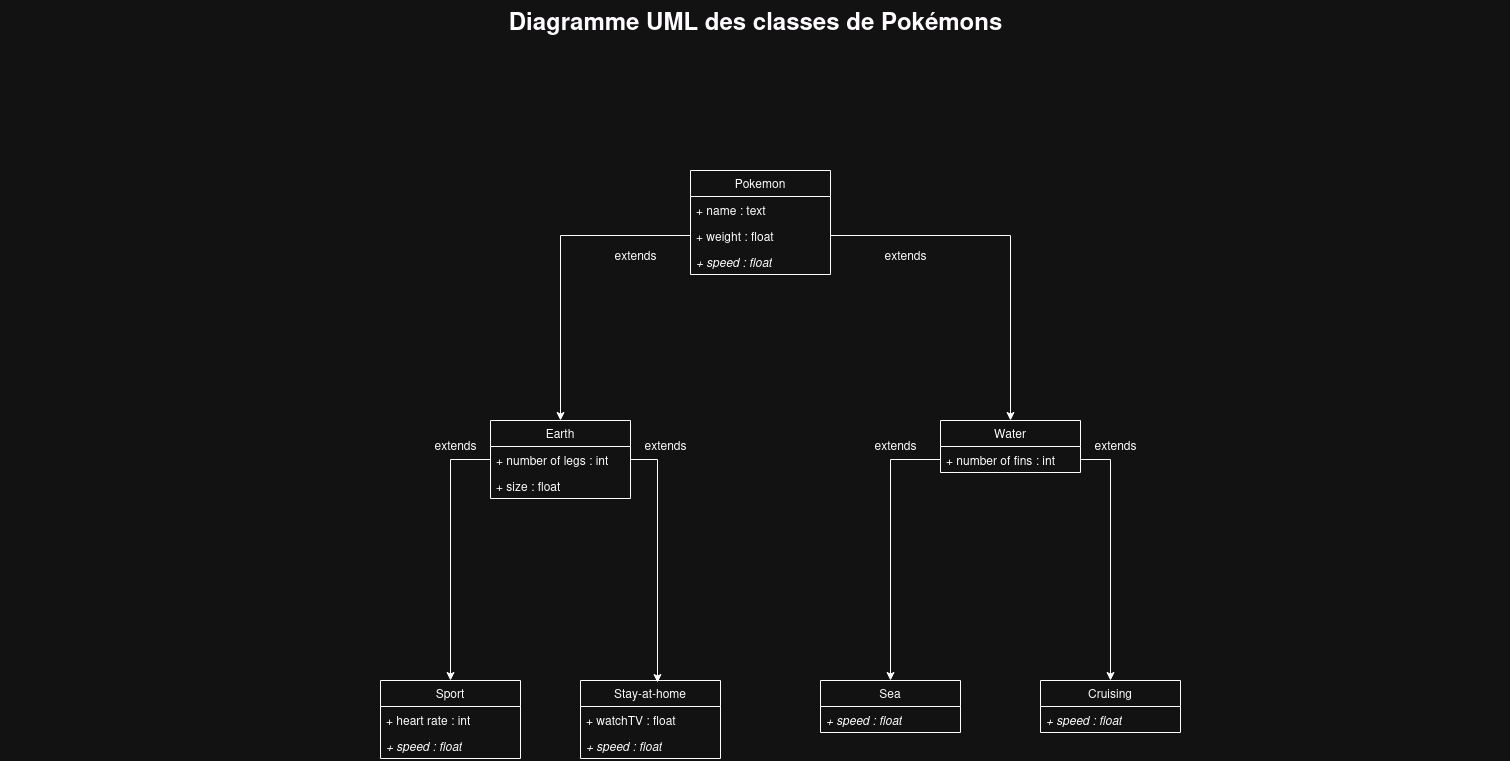 Diagramme UML des classes de Pokémons
Pokemon
+ name : text
+ weight : float
+ speed : float
extends
extends
Earth
+ number of legs : int
+ size : float
extends
extends
Water
+ number of fins : int
extends
extends
Sport
+ heart rate : int
+ speed : float
Stay-at-home
+ watchTV : float
+ speed : float
Sea
+ speed : float
Cruising
+ speed : float